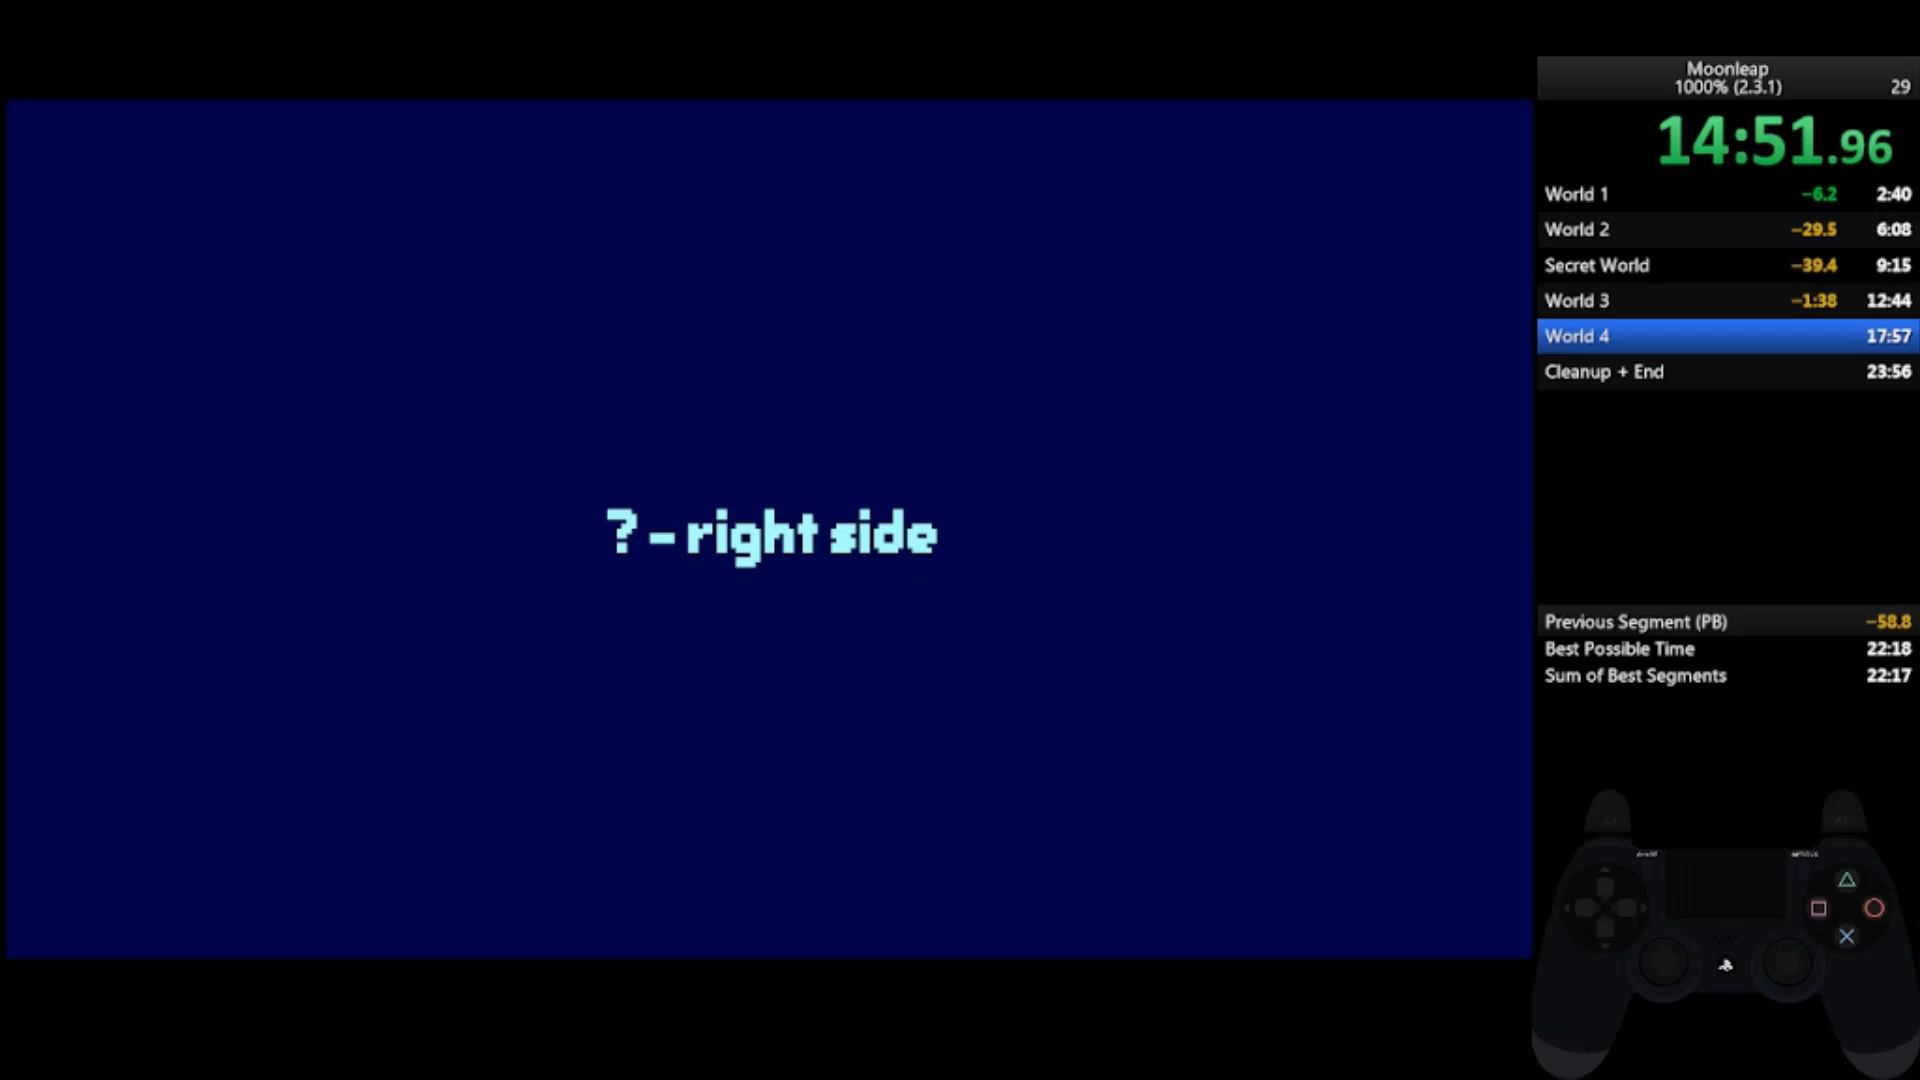 Moonleap
1000% (2.3.1) 29
14:51.96
World 1 −6.2 2:40
World 2 −29.5 6:08
Secret World −39.4 9:15
World 3 −1:38 12:44
World 4 17:57
Cleanup + End 23:56
? - right side
Previous Segment (PB) −58.8
Best Possible Time 22:18
Sum of Best Segments 22:17